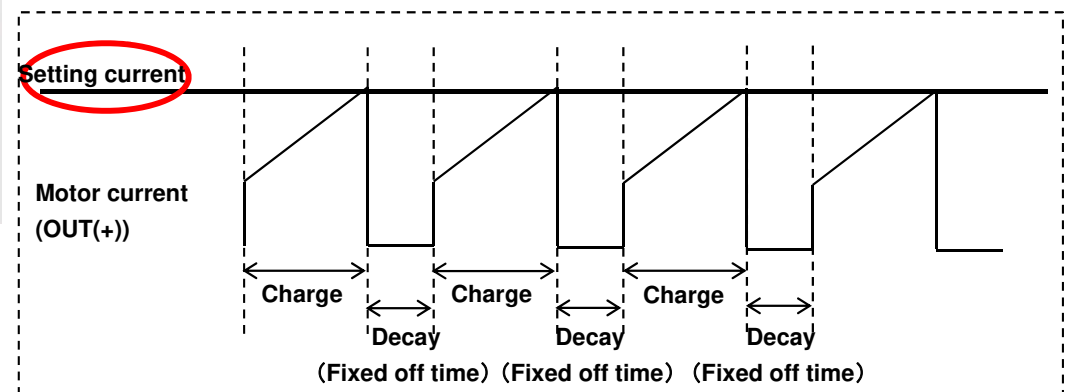 Setting current
Motor current
(OUT(+))
Charge
Charge
Charge
Decay
Decay
Decay
（Fixed off time）（Fixed off time）（Fixed off time）